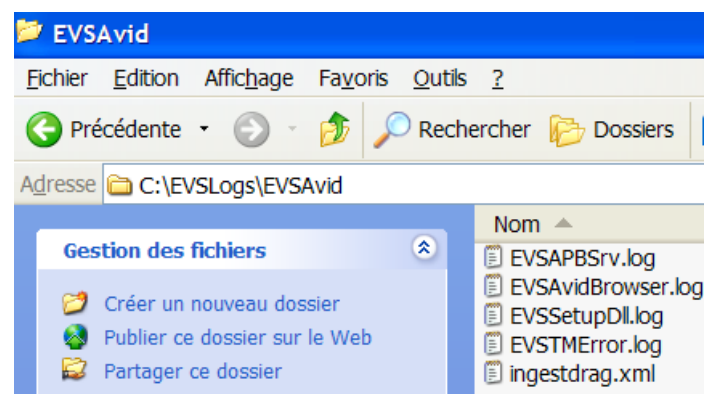 EVSAvid
Fichier Edition Affichage Favoris Outils ?
Précédente Rechercher Dossiers
Adresse C:\EVSLogs\EVSAvid
Gestion des fichiers
Créer un nouveau dossier
Publier ce dossier sur le Web
Partager ce dossier
Nom
EVSAPBSrv.log
EVSAvidBrowser.log
EVSSetupDll.log
EVSTMError.log
ingestdrag.xml